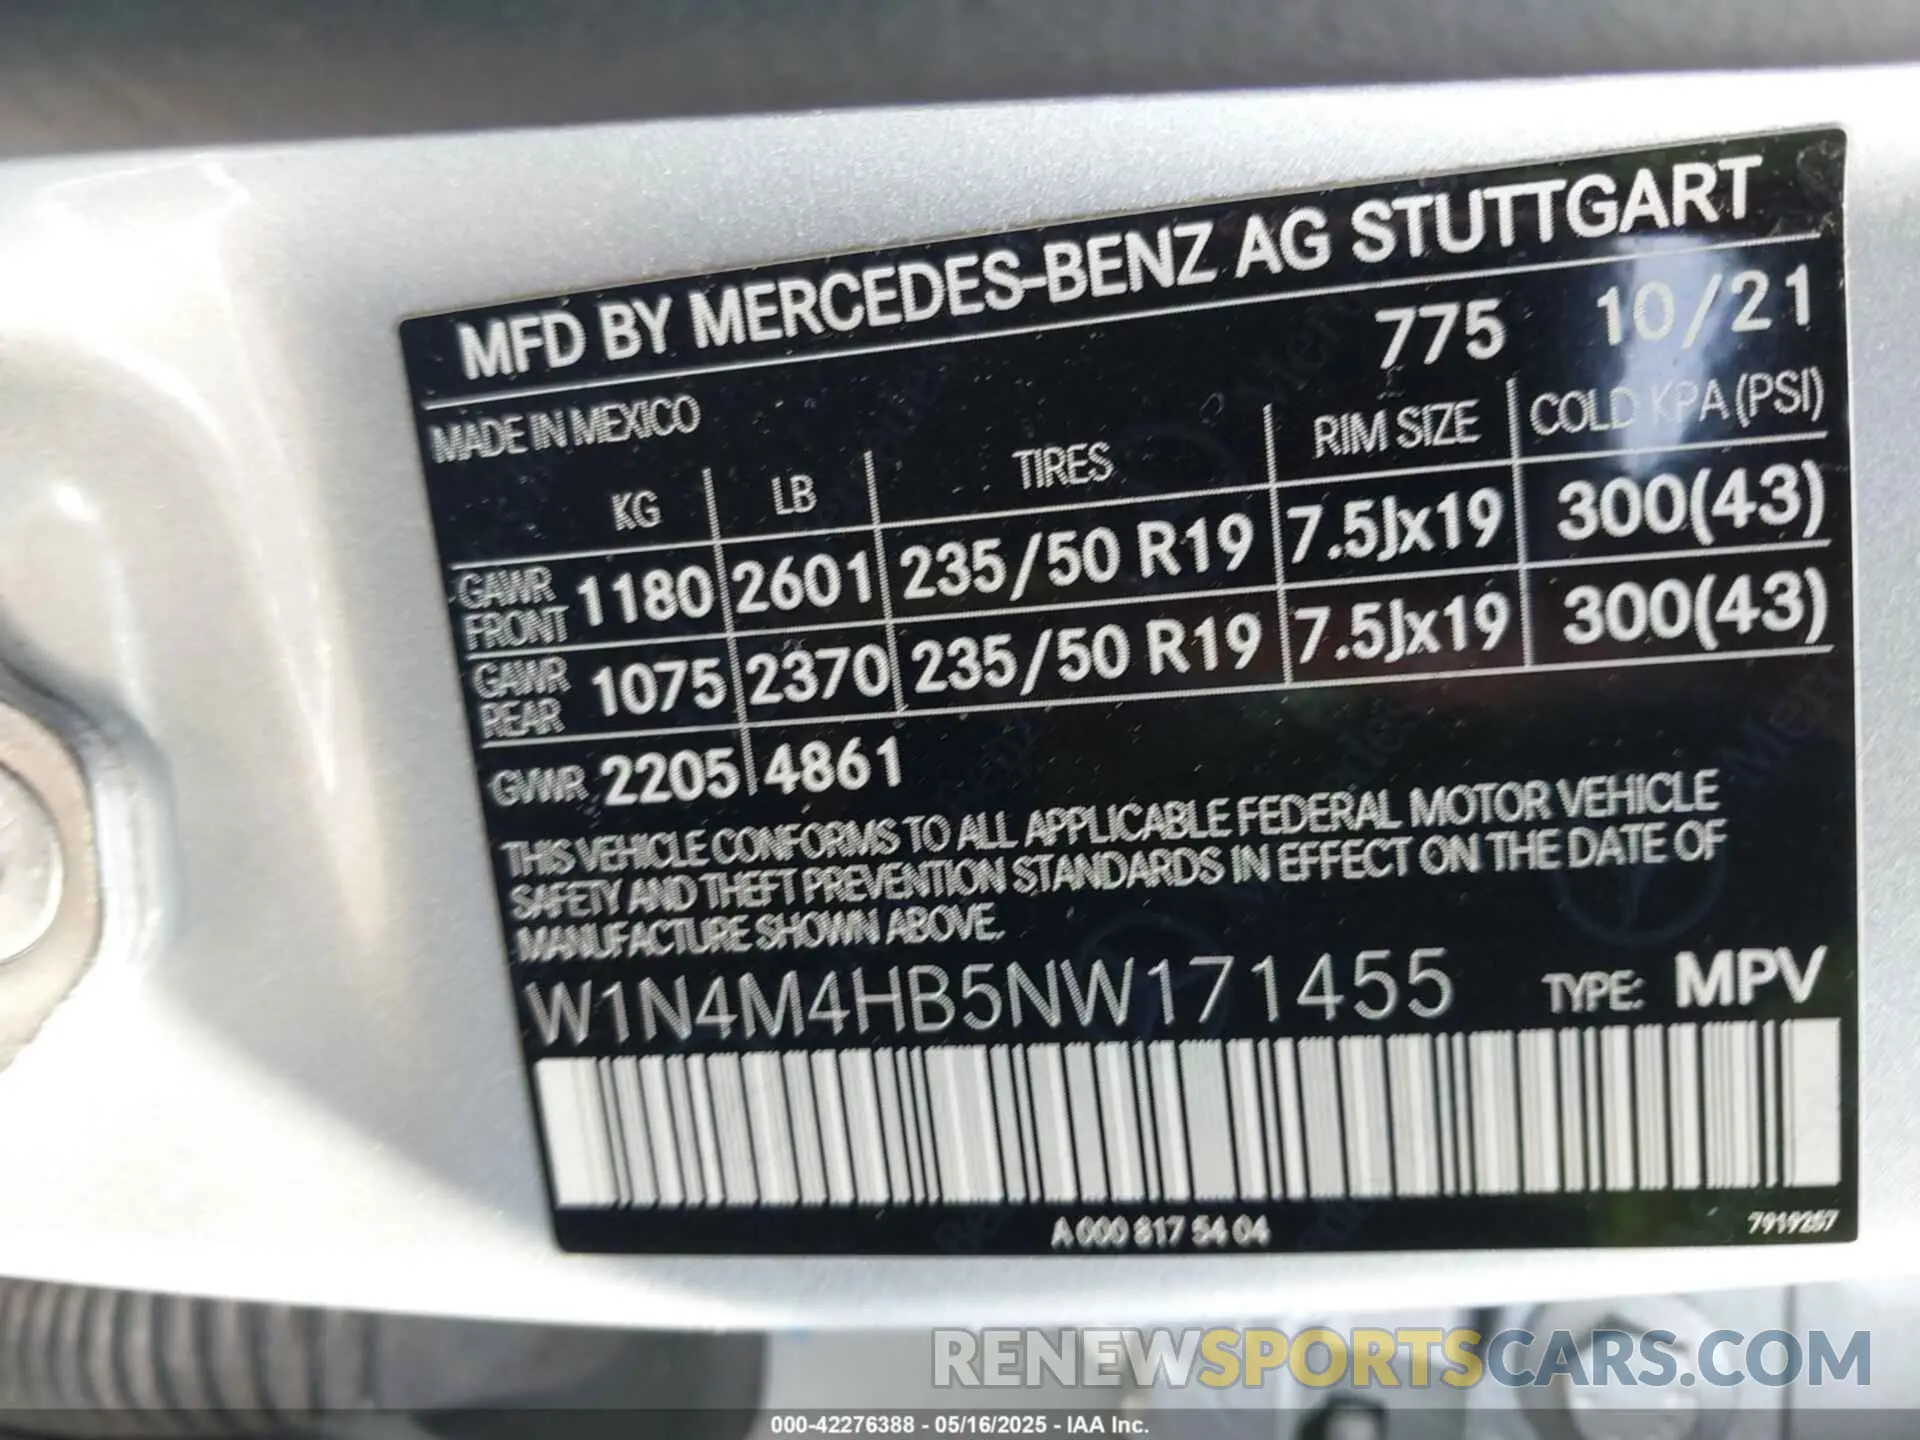 MFD BY MERCEDES-BENZ AG STUTTGART
775 10/21
MADE IN MEXICO
KG LB TIRES RIM SIZE COLD KPA (PSI)
GAWR FRONT 1180 2601 235/50 R19 7.5Jx19 300(43)
GAWR REAR 1075 2370 235/50 R19 7.5Jx19 300(43)
GVWR 2205 4861
THIS VEHICLE CONFORMS TO ALL APPLICABLE FEDERAL MOTOR VEHICLE
SAFETY AND THEFT PREVENTION STANDARDS IN EFFECT ON THE DATE OF
MANUFACTURE SHOWN ABOVE.
W1N4M4HB5NW171455 TYPE: MPV
A 000 817 54 04 7919257
RENEWSPORTSCARS.COM
000-42276388 - 05/16/2025 - IAA Inc.